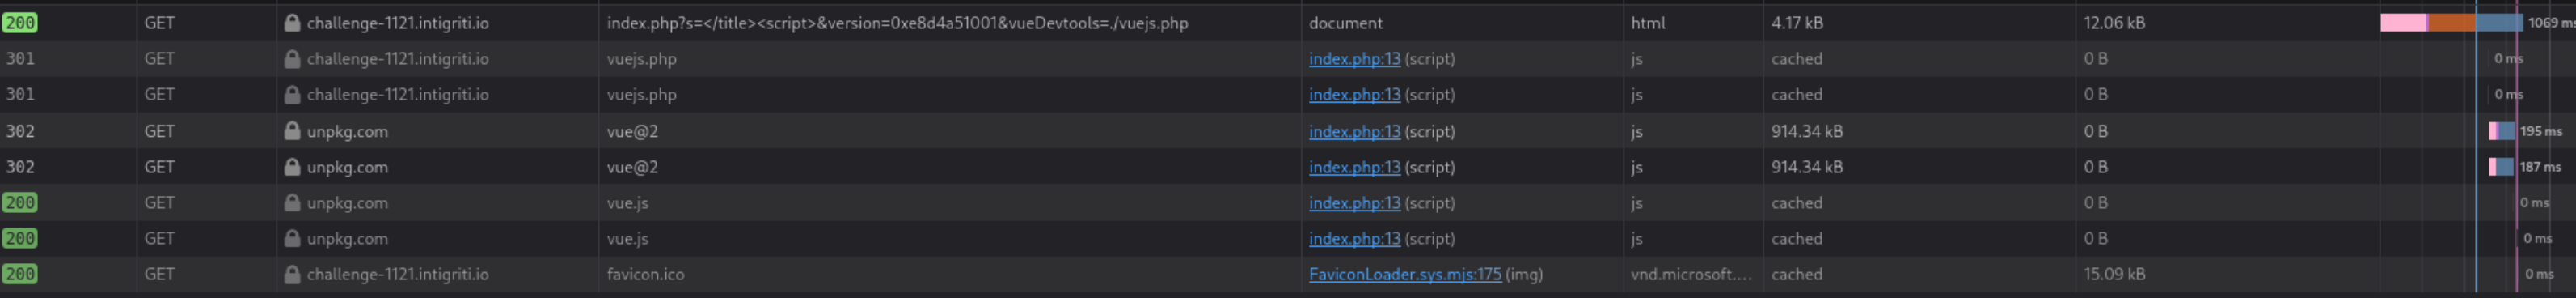 200 GET challenge-1121.intigriti.io index.php?s=</title><script>&version=0xe8d4a51001&vueDevtools=./vuejs.php document html 4.17 kB 12.06 kB 1069 ms
301 GET challenge-1121.intigriti.io vuejs.php index.php:13 (script) js cached 0 B 0 ms
301 GET challenge-1121.intigriti.io vuejs.php index.php:13 (script) js cached 0 B 0 ms
302 GET unpkg.com vue@2 index.php:13 (script) js 914.34 kB 0 B 195 ms
302 GET unpkg.com vue@2 index.php:13 (script) js 914.34 kB 0 B 187 ms
200 GET unpkg.com vue.js index.php:13 (script) js cached 0 B 0 ms
200 GET unpkg.com vue.js index.php:13 (script) js cached 0 B 0 ms
200 GET challenge-1121.intigriti.io favicon.ico FaviconLoader.sys.mjs:175 (img) vnd.microsoft.... cached 15.09 kB 0 ms